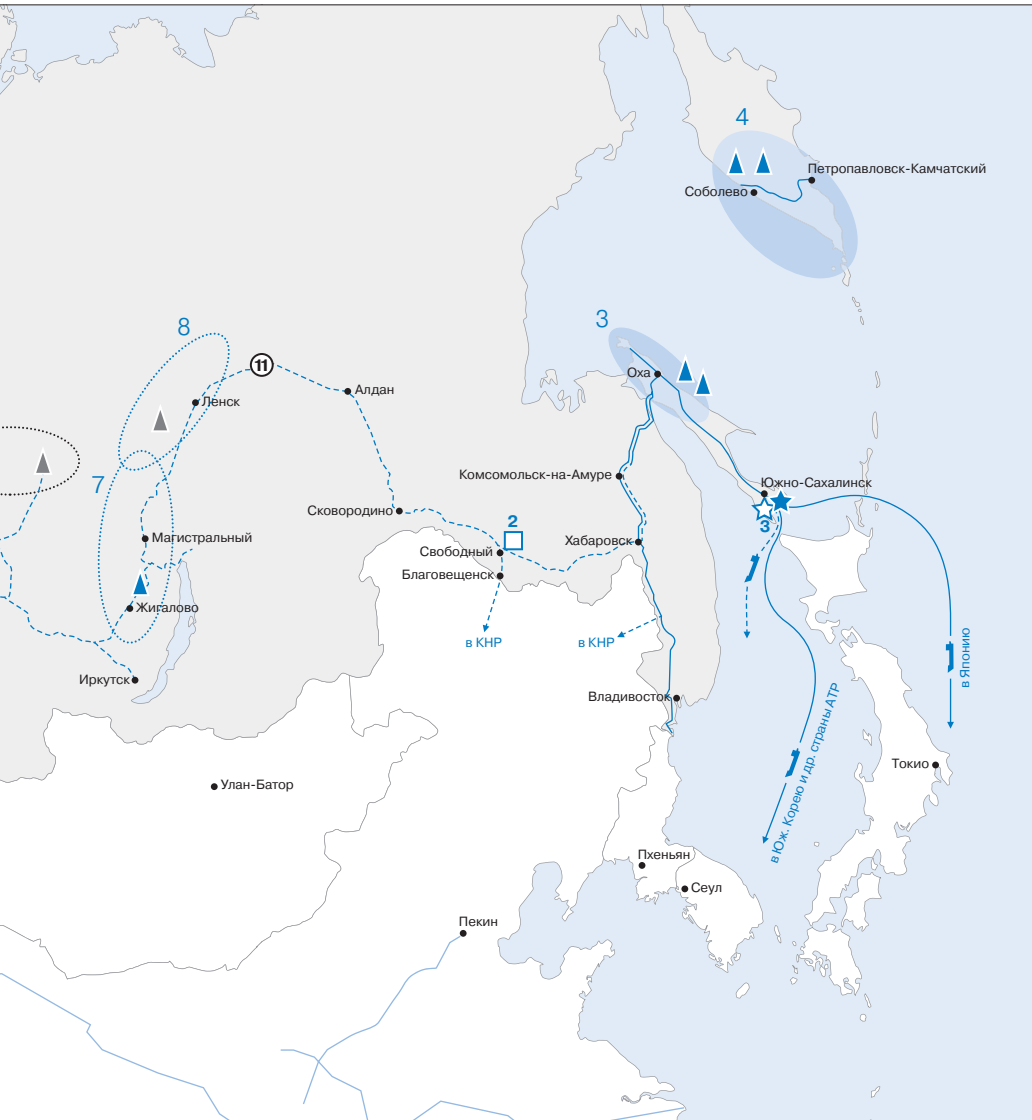 4
Петропавловск-Камчатский
Соболево
3
8
11
Оха
Алдан
Ленск
7
Комсомольск-на-Амуре
Южно-Сахалинск
3
Сковородино
2
Магистральный
Хабаровск
Свободный
Благовещенск
Жигалово
в КНР
в КНР
в Японию
Иркутск
Владивосток
в Юж. Корею и др. страны АТР
Токио
Улан-Батор
Пхеньян
Сеул
Пекин